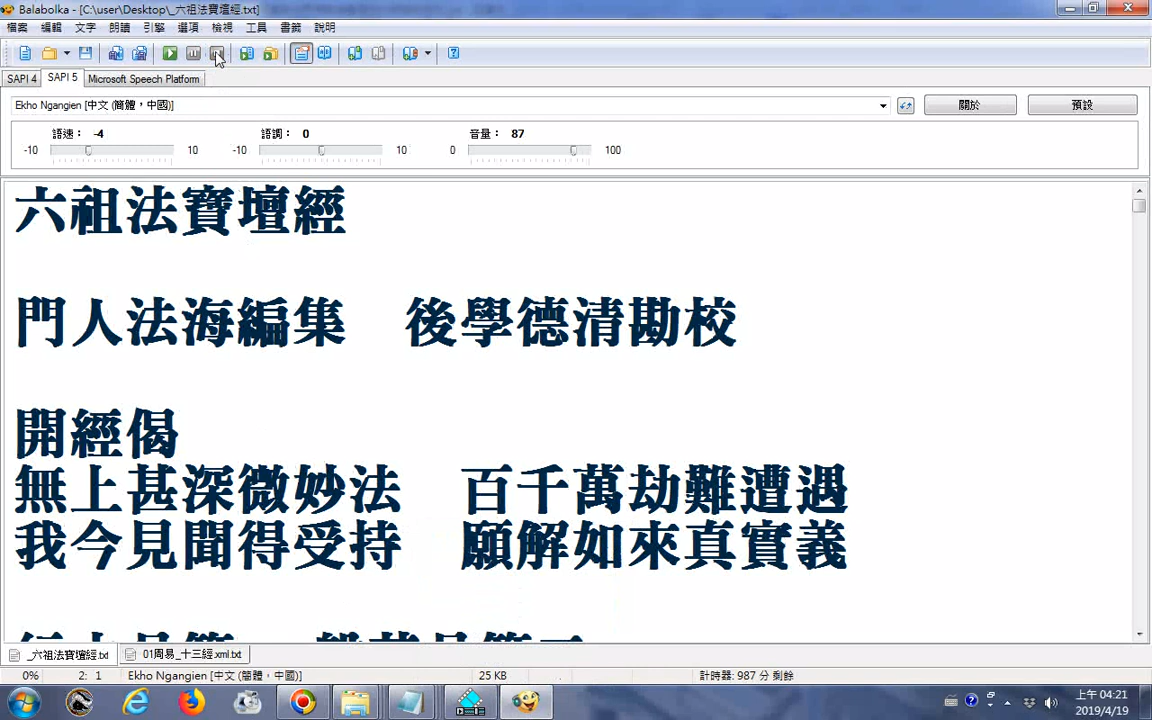 Balabolka - [C:\user\Desktop\_六祖法寶壇經.txt]
檔案 編輯 文字 朗讀 引擎 選項 檢視 工具 書籤 說明
SAPI 4 SAPI 5 Microsoft Speech Platform
Ekho Ngangien [中文 (簡體，中國)] 關於 預設
語速： -4 語調： 0 音量： 87
-10 10 -10 10 0 100
六祖法寶壇經
門人法海編集　後學德清勘校
開經偈
無上甚深微妙法　百千萬劫難遭遇
我今見聞得受持　願解如來真實義
_六祖法寶壇經.txt 01周易_十三經.xml.txt
0% 2: 1 Ekho Ngangien [中文 (簡體，中國)] 25 KB 計時器: 987 分 剩餘
上午 04:21
2019/4/19